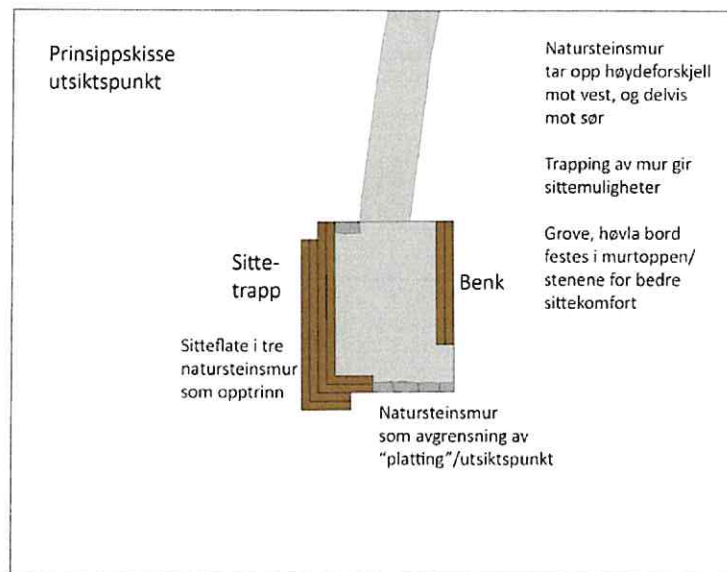 Prinsippskisse
utsiktspunkt
Natursteinsmur
tar opp høydeforskjell
mot vest, og delvis
mot sør
Trapping av mur gir
sittemuligheter
Grove, høvla bord
festes i murtoppen/
stenene for bedre
sittekomfort
Sitte-
trapp
Benk
Sitteflate i tre
natursteinsmur
som opptrinn
Natursteinsmur
som avgrensning av
“platting”/utsiktspunkt